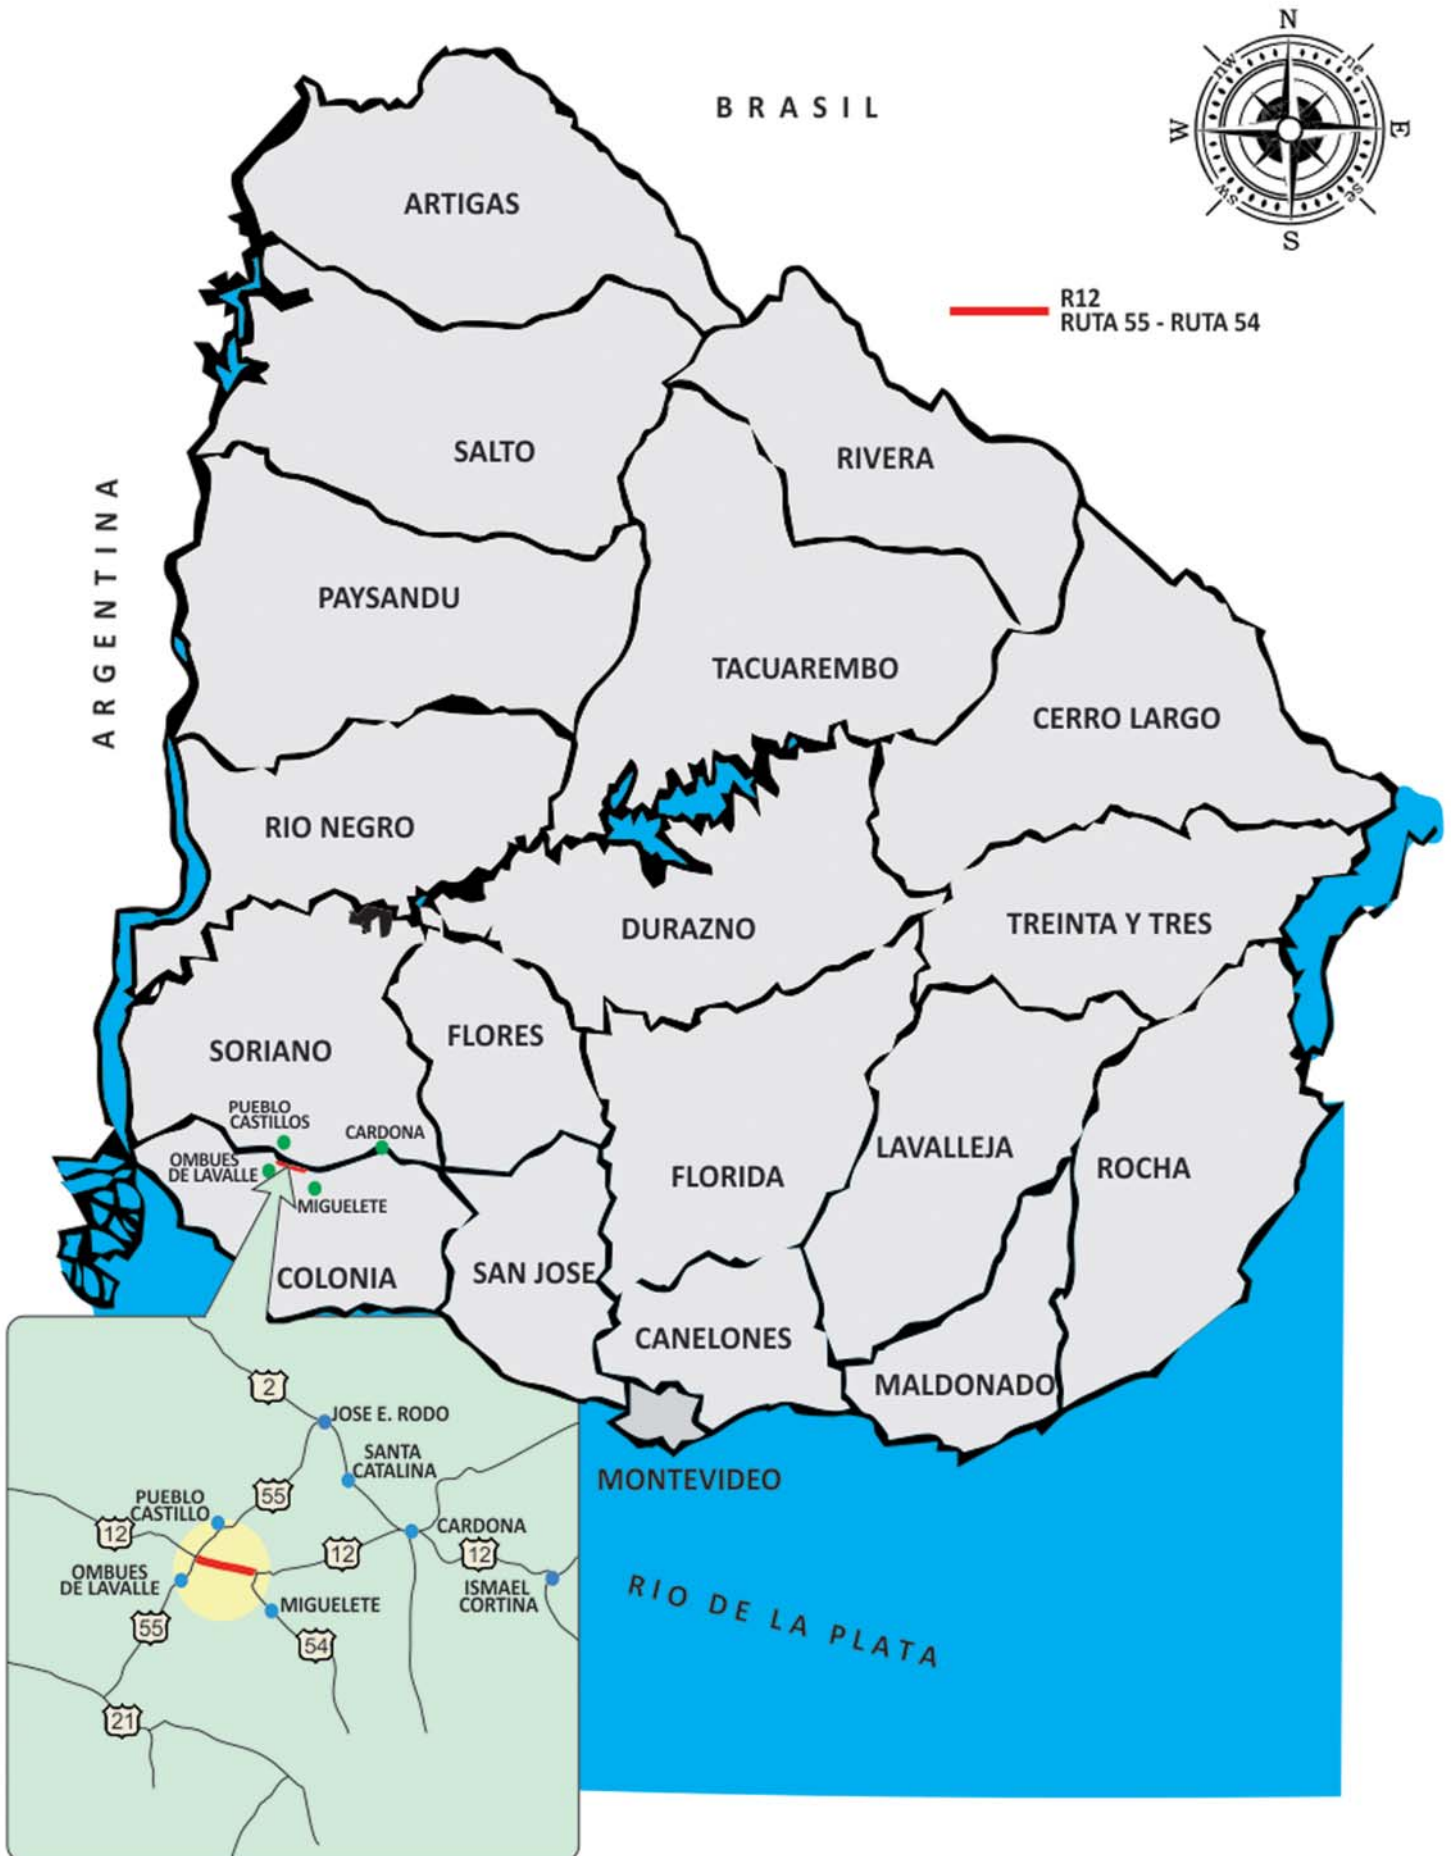 N
nw
ne
W
E
sw
se
S
BRASIL
R12
RUTA 55 - RUTA 54
ARTIGAS
SALTO
RIVERA
ARGENTINA
PAYSANDU
TACUAREMBO
CERRO LARGO
RIO NEGRO
DURAZNO
TREINTA Y TRES
SORIANO
FLORES
PUEBLO
CASTILLOS
CARDONA
OMBUES
DE LAVALLE
MIGUELETE
LAVALLEJA
FLORIDA
ROCHA
COLONIA
SAN JOSE
CANELONES
MALDONADO
MONTEVIDEO
RIO DE LA PLATA
2
JOSE E. RODO
SANTA
CATALINA
55
PUEBLO
CASTILLO
12
CARDONA
12
12
OMBUES
DE LAVALLE
ISMAEL
CORTINA
MIGUELETE
55
54
21